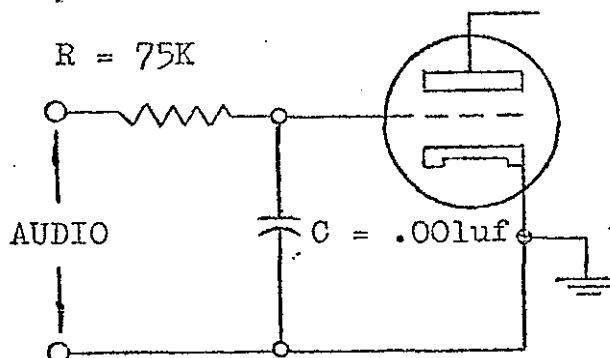 R = 75K
AUDIO
C = .001uf